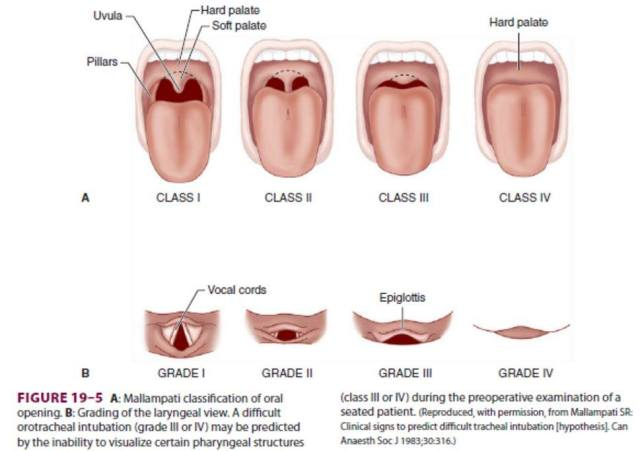 Uvula
Hard palate
Soft palate
Pillars
Hard palate
A
CLASS I
CLASS II
CLASS III
CLASS IV
Vocal cords
Epiglottis
B
GRADE I
GRADE II
GRADE III
GRADE IV
FIGURE 19–5 A: Mallampati classification of oral
opening. B: Grading of the laryngeal view. A difficult
orotracheal intubation (grade III or IV) may be predicted
by the inability to visualize certain pharyngeal structures
(class III or IV) during the preoperative examination of a
seated patient. (Reproduced, with permission, from Mallampati SR:
Clinical signs to predict difficult tracheal intubation [hypothesis]. Can
Anaesth Soc J 1983;30:316.)